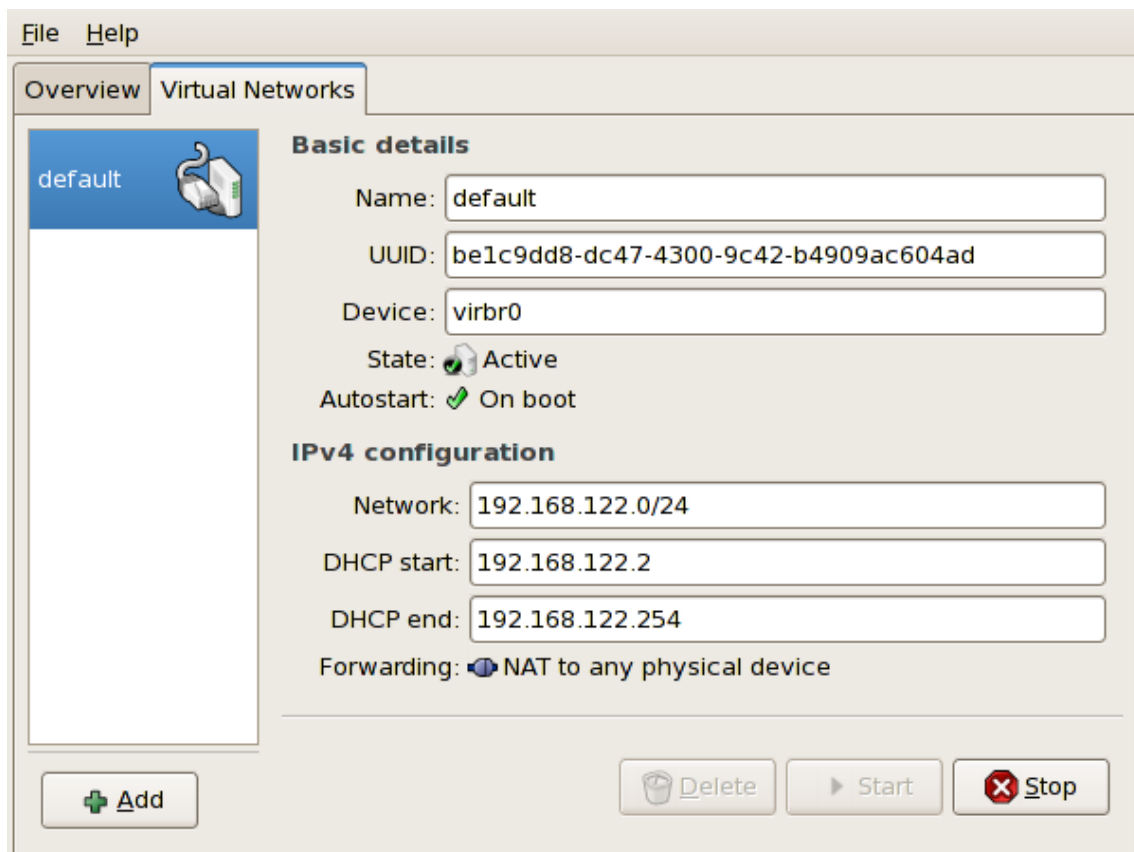 File Help
Overview Virtual Networks
default
Basic details
Name: default
UUID: be1c9dd8-dc47-4300-9c42-b4909ac604ad
Device: virbr0
State: Active
Autostart: On boot
IPv4 configuration
Network: 192.168.122.0/24
DHCP start: 192.168.122.2
DHCP end: 192.168.122.254
Forwarding: NAT to any physical device
Add Delete Start Stop